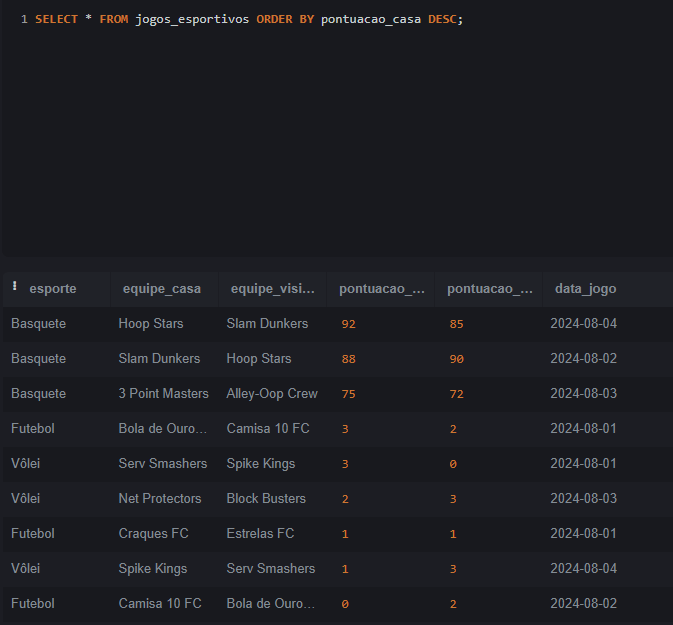 1 SELECT * FROM jogos_esportivos ORDER BY pontuacao_casa DESC;
esporte equipe_casa equipe_visi... pontuacao_... pontuacao_... data_jogo
Basquete Hoop Stars Slam Dunkers 92 85 2024-08-04
Basquete Slam Dunkers Hoop Stars 88 90 2024-08-02
Basquete 3 Point Masters Alley-Oop Crew 75 72 2024-08-03
Futebol Bola de Ouro... Camisa 10 FC 3 2 2024-08-01
Vôlei Serv Smashers Spike Kings 3 0 2024-08-01
Vôlei Net Protectors Block Busters 2 3 2024-08-03
Futebol Craques FC Estrelas FC 1 1 2024-08-01
Vôlei Spike Kings Serv Smashers 1 3 2024-08-04
Futebol Camisa 10 FC Bola de Ouro... 0 2 2024-08-02